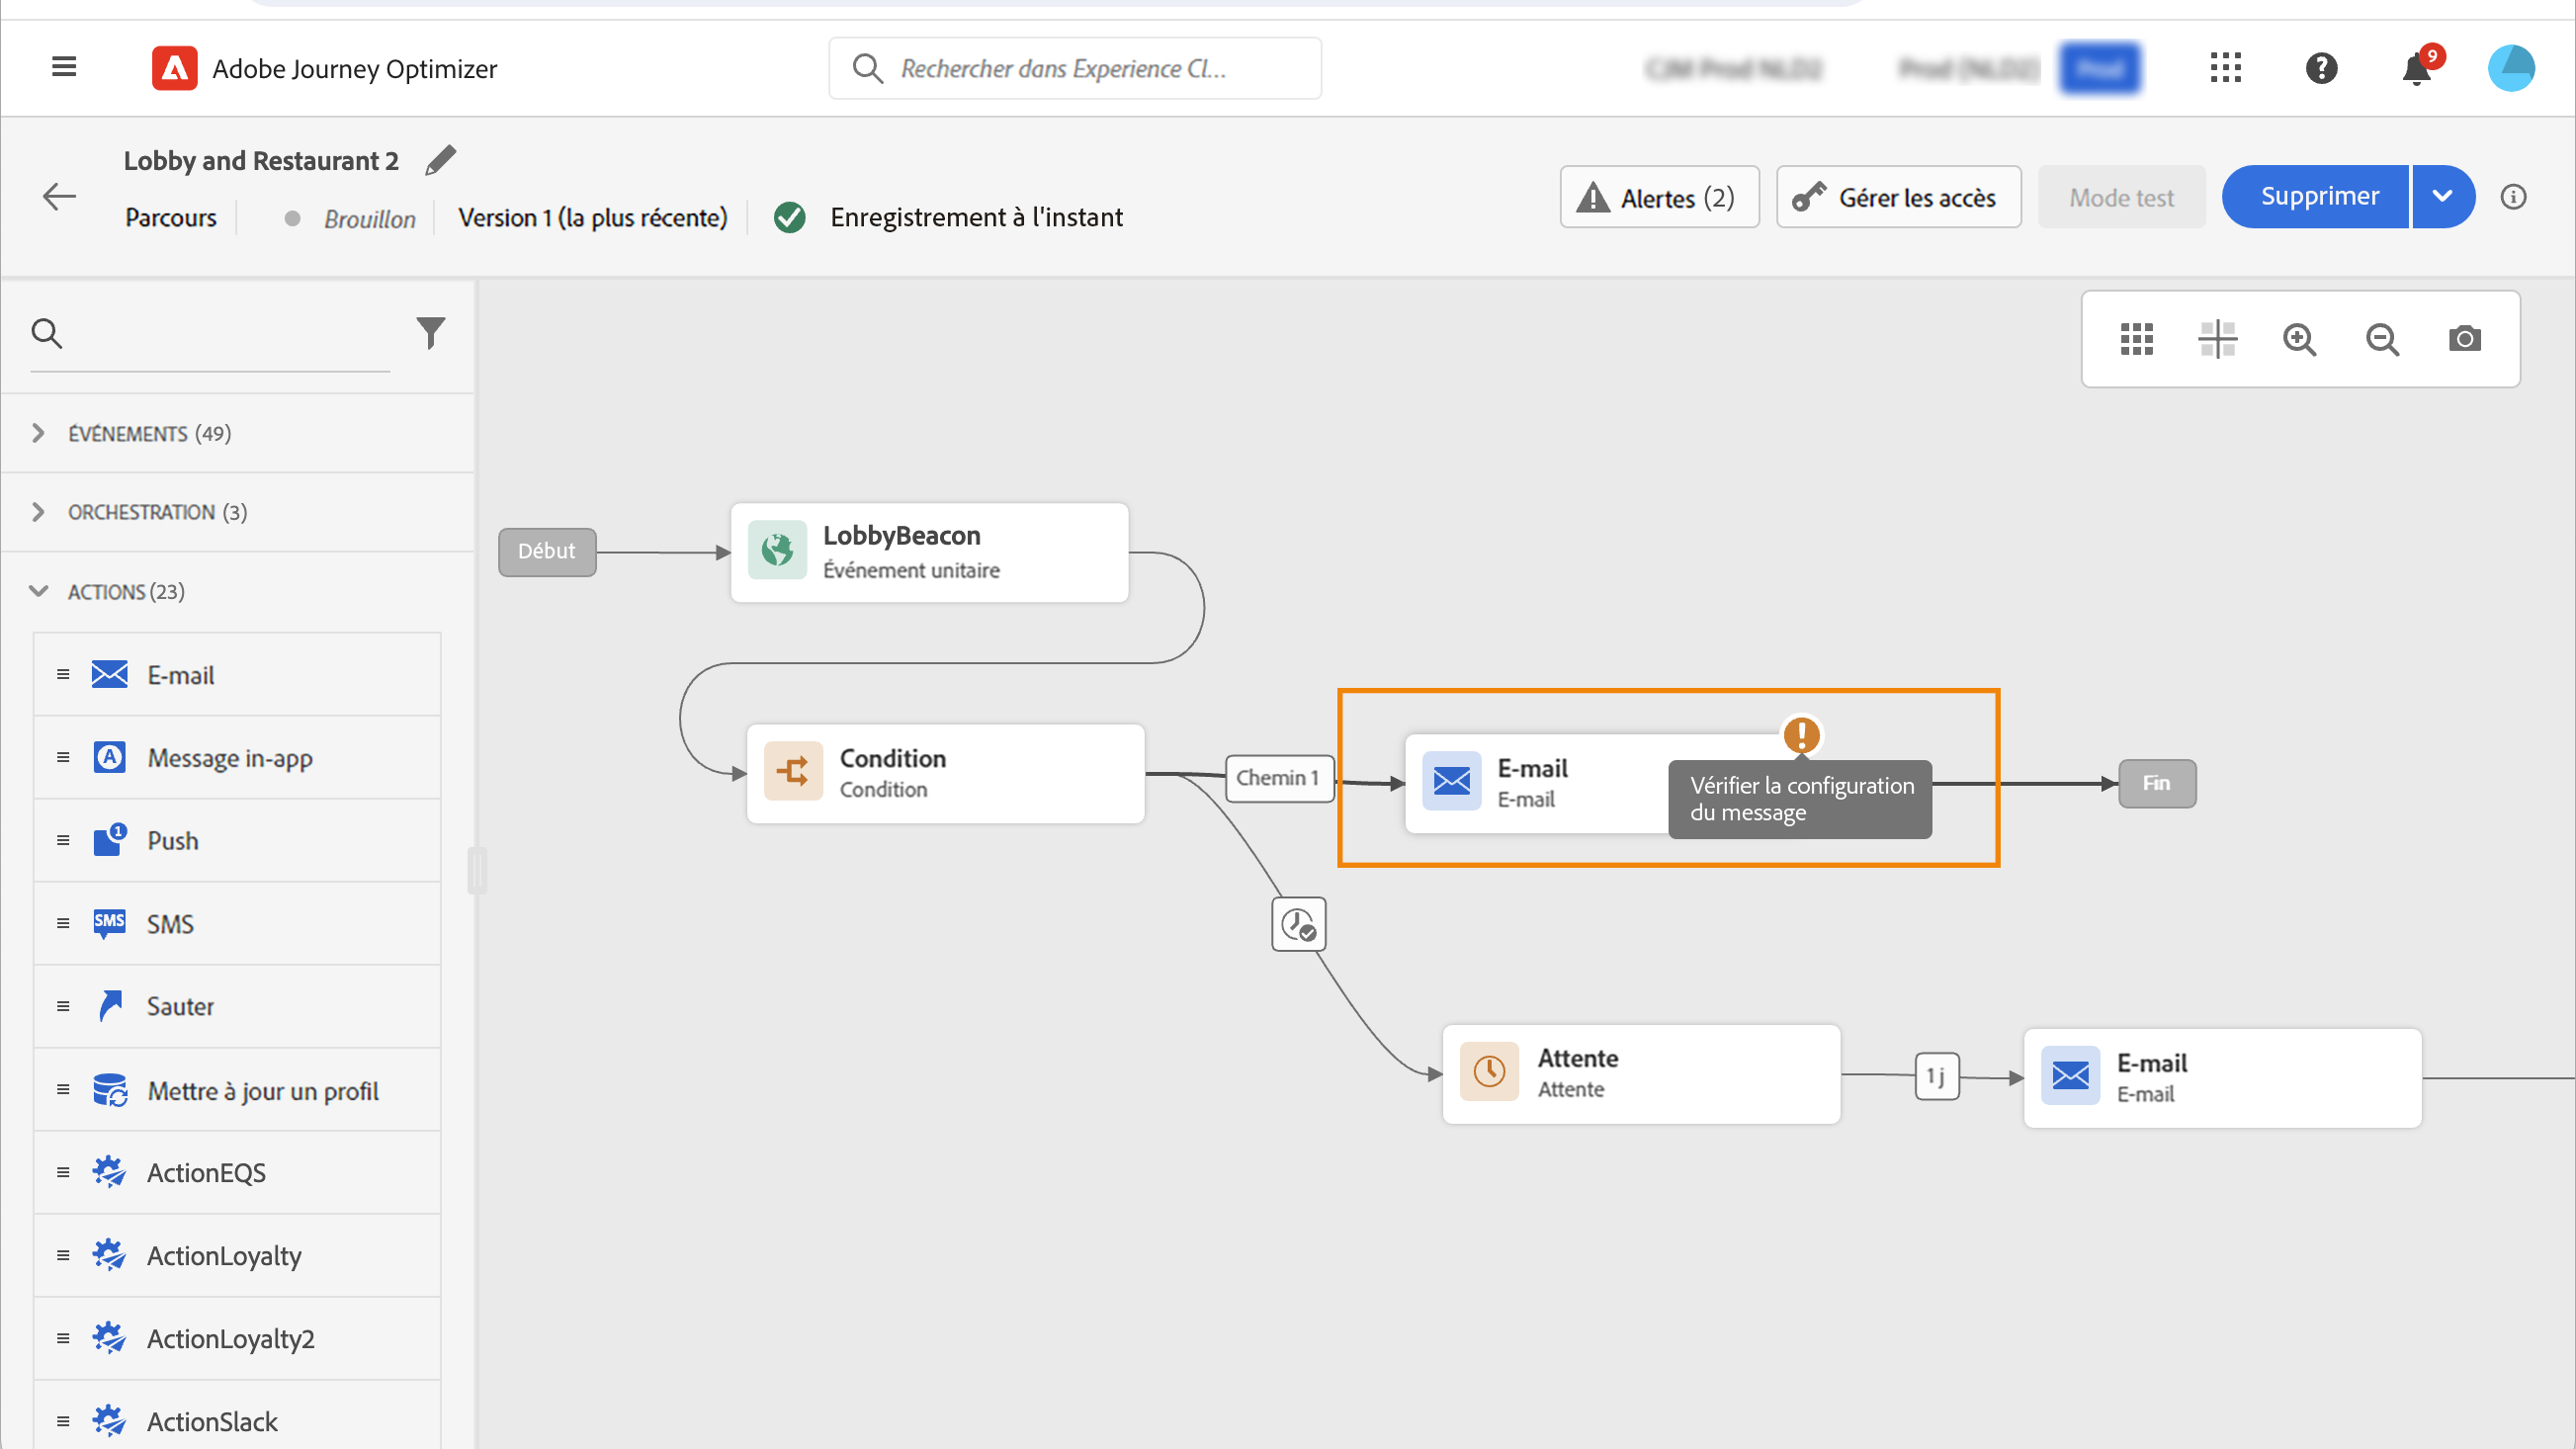 Adobe Journey Optimizer
Rechercher dans Experience Cl...
9
Lobby and Restaurant 2
Parcours
Brouillon
Version 1 (la plus récente)
Enregistrement à l'instant
Alertes (2)
Gérer les accès
Mode test
Supprimer
ÉVÉNEMENTS (49)
ORCHESTRATION (3)
ACTIONS (23)
E-mail
Message in-app
Push
SMS
SMS
Sauter
Mettre à jour un profil
ActionEQS
ActionLoyalty
ActionLoyalty2
ActionSlack
Début
LobbyBeacon
Événement unitaire
Condition
Condition
Chemin 1
E-mail
E-mail
Vérifier la configuration
du message
Fin
Attente
Attente
1 j
E-mail
E-mail